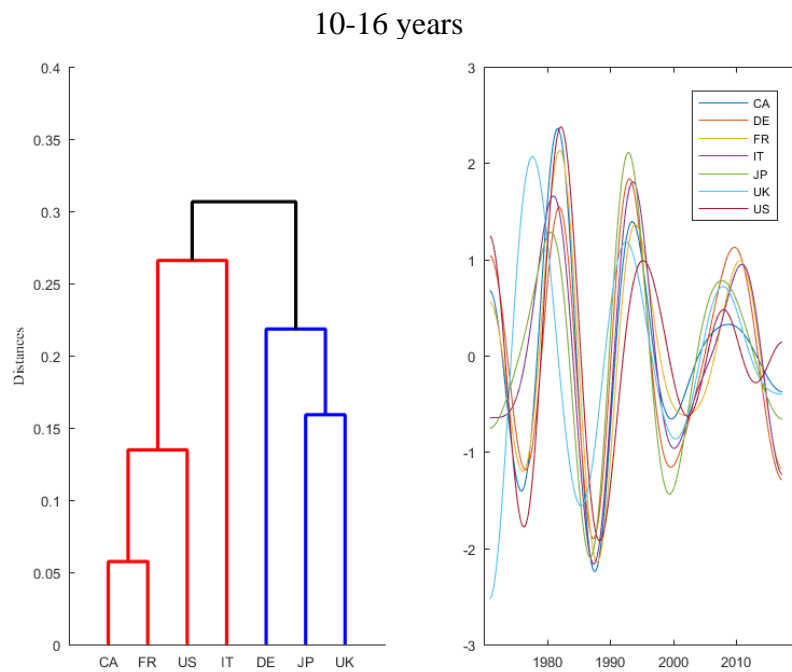 10-16 years
0.4
0.35
0.3
0.25
0.2
0.15
0.1
0.05
0
Distances
CA FR US IT DE JP UK
3
2
1
0
-1
-2
-3
1980 1990 2000 2010
CA
DE
FR
IT
JP
UK
US